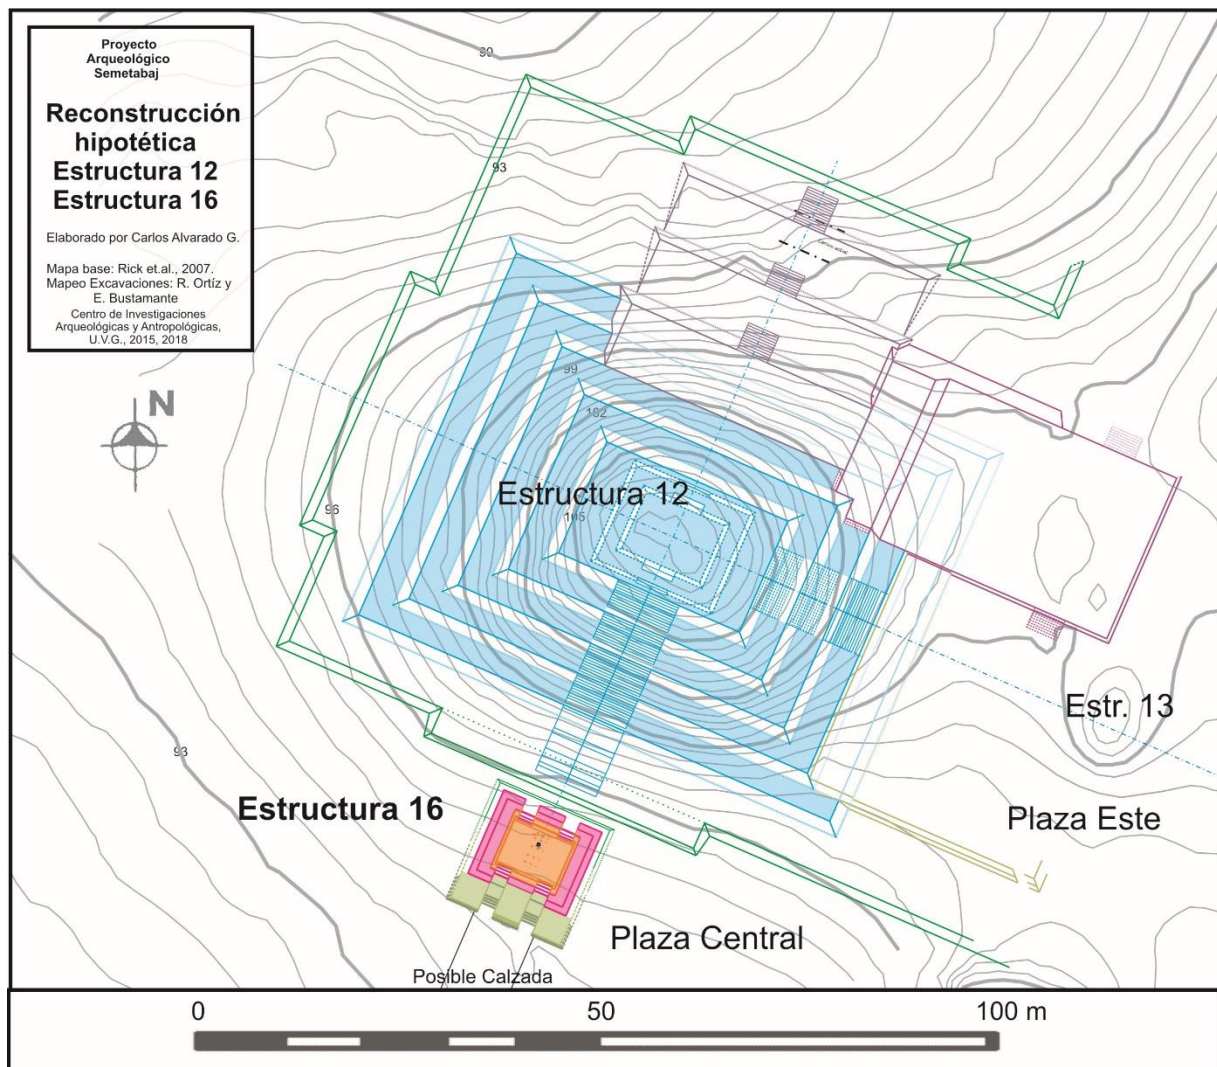 Proyecto
Arqueológico
Semetabaj
Reconstrucción
hipotética
Estructura 12
Estructura 16
Elaborado por Carlos Alvarado G.
Mapa base: Rick et.al., 2007.
Mapeo Excavaciones: R. Ortíz y
E. Bustamante
Centro de Investigaciones
Arqueológicas y Antropológicas,
U.V.G., 2015, 2018
N
90
93
99
102
Estructura 12
105
96
93
Estr. 13
Estructura 16
Plaza Este
Plaza Central
Posible Calzada
0
50
100 m